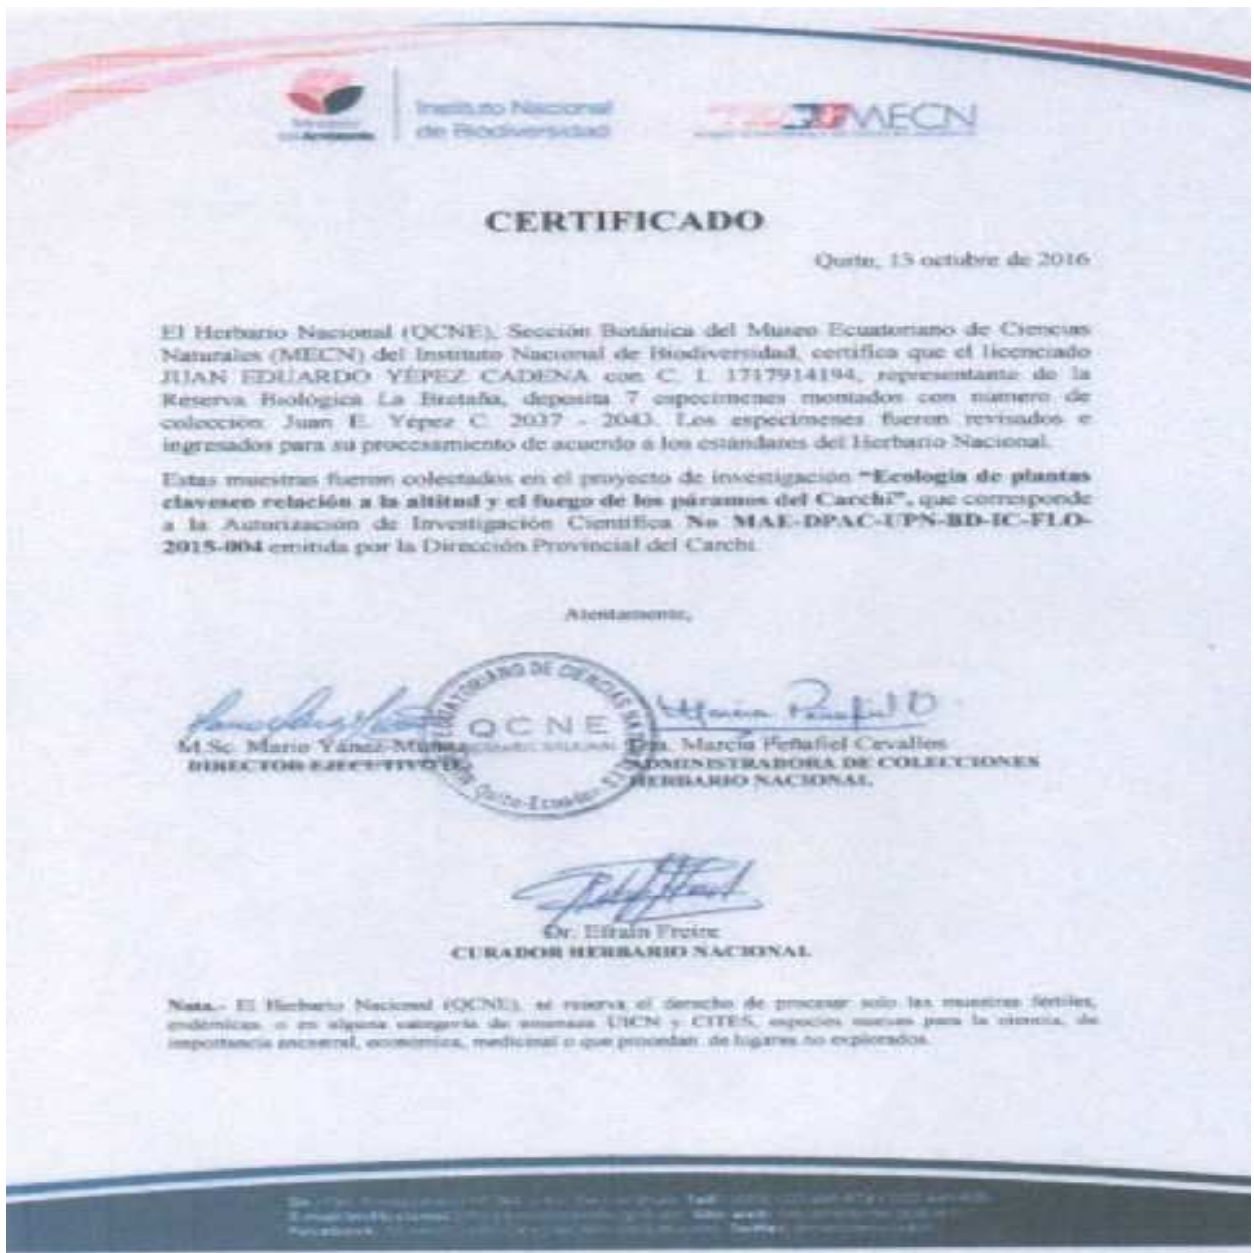 Instituto Nacional
de Biodiversidad
MECN
CERTIFICADO
Quito, 13 octubre de 2016
El Herbario Nacional (QCNE), Sección Botánica del Museo Ecuatoriano de Ciencias
Naturales (MECN) del Instituto Nacional de Biodiversidad, certifica que el licenciado
JUAN EDUARDO YÉPEZ CADENA con C. I. 1717914194, representante de la
Reserva Biológica La Bretaña, deposita 7 especímenes montados con número de
colección: Juan E. Yepez C. 2037 - 2043. Los especímenes fueron revisados e
ingresados para su procesamiento de acuerdo a los estándares del Herbario Nacional.
Estas muestras fueron colectados en el proyecto de investigación “Ecología de plantas
clavesen relación a la altitud y el fuego de los páramos del Carchi”, que corresponde
a la Autorización de Investigación Científica No MAE-DPAC-UPN-BD-IC-FLO-
2015-004 emitida por la Dirección Provincial del Carchi.
Atentamente,
ECUATORIANO DE CIENCIAS
QCNE
Quito-Ecuador
M.Sc. Mario Yánez-Muñoz
DIRECTOR EJECUTIVO
Dra. Marcia Peñafiel Cevallos
ADMINISTRADORA DE COLECCIONES
HERBARIO NACIONAL
Dr. Efraín Freire
CURADOR HERBARIO NACIONAL
Nota.- El Herbario Nacional (QCNE), se reserva el derecho de procesar solo las muestras fértiles,
endémicas, o en alguna categoría de amenaza UICN y CITES, especies nuevas para la ciencia, de
importancia ancestral, económica, medicinal o que procedan de lugares no explorados.